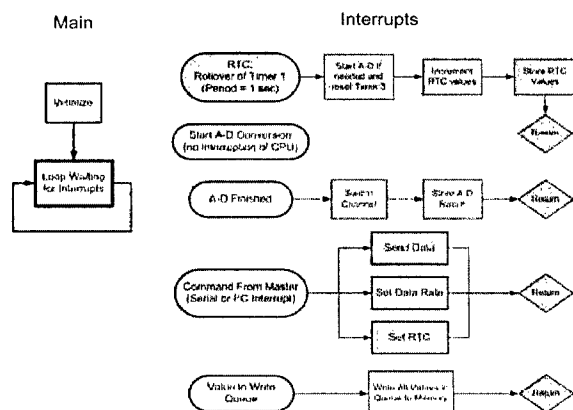 Main
Interrupts
RTC:
Rollover of Timer 1
(Period = 1 sec)
Start A-D if
needed and
reset Timer 3
Increment
RTC values
Store RTC
Values
Return
Initialize
Start A-D Conversion
(no interruption of CPU)
Loop Waiting
for Interrupts
A-D Finished
Switch
Channel
Store A-D
Result
Return
Send Data
Command From Master
(Serial or I²C Interrupt)
Set Data Rate
Return
Set RTC
Value in Write
Queue
Write All Values in
Queue to Memory
Return